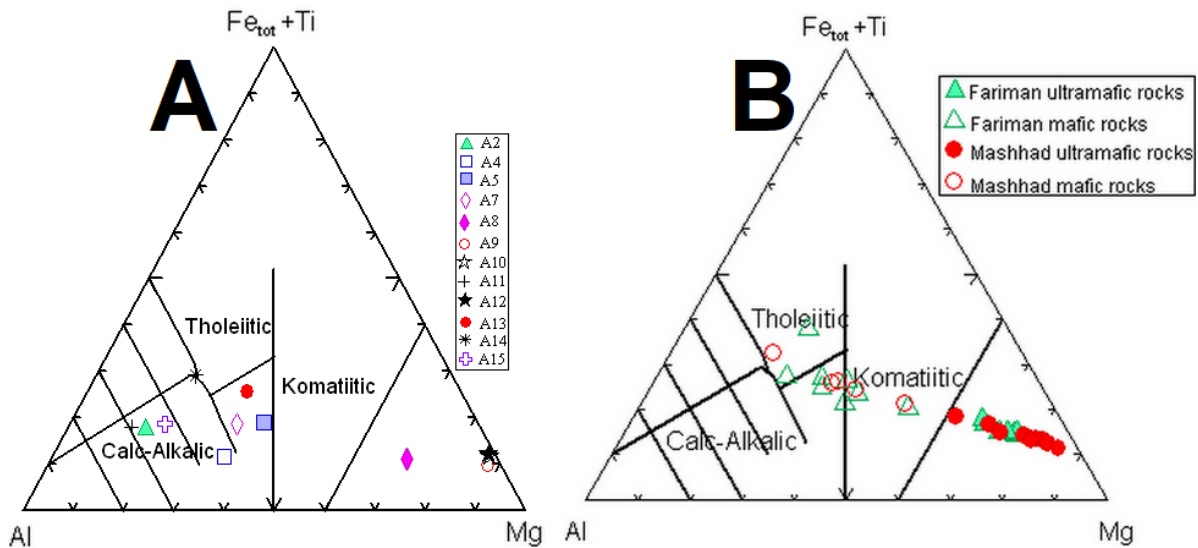 A
Fe_tot +Ti
Tholeiitic
Komatiitic
Calc-Alkalic
Al
Mg
A2
A4
A5
A7
A8
A9
A10
A11
A12
A13
A14
A15
B
Fe_tot +Ti
Tholeiitic
Komatiitic
Calc-Alkalic
Al
Mg
Fariman ultramafic rocks
Fariman mafic rocks
Mashhad ultramafic rocks
Mashhad mafic rocks